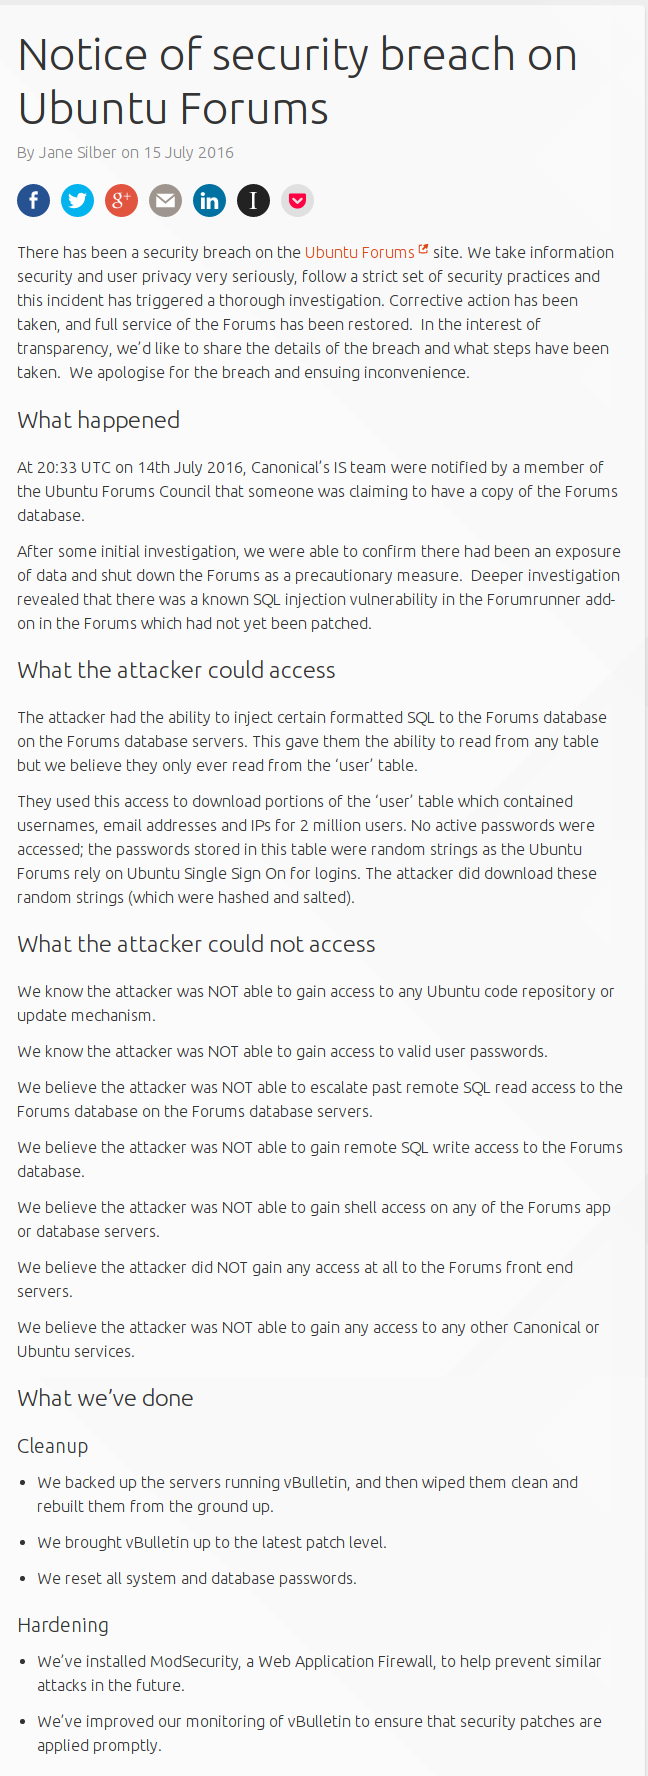 Notice of security breach on
Ubuntu Forums
By Jane Silber on 15 July 2016
f g+ in I
There has been a security breach on the Ubuntu Forums site. We take information
security and user privacy very seriously, follow a strict set of security practices and
this incident has triggered a thorough investigation. Corrective action has been
taken, and full service of the Forums has been restored.  In the interest of
transparency, we’d like to share the details of the breach and what steps have been
taken.  We apologise for the breach and ensuing inconvenience.
What happened
At 20:33 UTC on 14th July 2016, Canonical’s IS team were notified by a member of
the Ubuntu Forums Council that someone was claiming to have a copy of the Forums
database.
After some initial investigation, we were able to confirm there had been an exposure
of data and shut down the Forums as a precautionary measure.  Deeper investigation
revealed that there was a known SQL injection vulnerability in the Forumrunner add-
on in the Forums which had not yet been patched.
What the attacker could access
The attacker had the ability to inject certain formatted SQL to the Forums database
on the Forums database servers. This gave them the ability to read from any table
but we believe they only ever read from the ‘user’ table.
They used this access to download portions of the ‘user’ table which contained
usernames, email addresses and IPs for 2 million users. No active passwords were
accessed; the passwords stored in this table were random strings as the Ubuntu
Forums rely on Ubuntu Single Sign On for logins. The attacker did download these
random strings (which were hashed and salted).
What the attacker could not access
We know the attacker was NOT able to gain access to any Ubuntu code repository or
update mechanism.
We know the attacker was NOT able to gain access to valid user passwords.
We believe the attacker was NOT able to escalate past remote SQL read access to the
Forums database on the Forums database servers.
We believe the attacker was NOT able to gain remote SQL write access to the Forums
database.
We believe the attacker was NOT able to gain shell access on any of the Forums app
or database servers.
We believe the attacker did NOT gain any access at all to the Forums front end
servers.
We believe the attacker was NOT able to gain any access to any other Canonical or
Ubuntu services.
What we’ve done
Cleanup
• We backed up the servers running vBulletin, and then wiped them clean and
rebuilt them from the ground up.
• We brought vBulletin up to the latest patch level.
• We reset all system and database passwords.
Hardening
• We’ve installed ModSecurity, a Web Application Firewall, to help prevent similar
attacks in the future.
• We’ve improved our monitoring of vBulletin to ensure that security patches are
applied promptly.